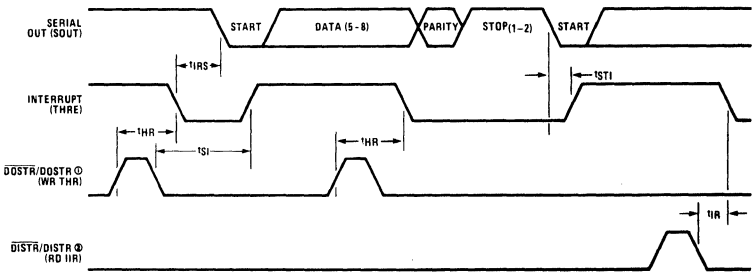 SERIAL
OUT (SOUT)
START
DATA (5-8)
PARITY
STOP(1-2)
START
tIRS
tSTI
INTERRUPT
(THRE)
tHR
tSI
tHR
DOSTR/DOSTR ①
(WR THR)
tIR
DISTR/DISTR ②
(RD IIR)